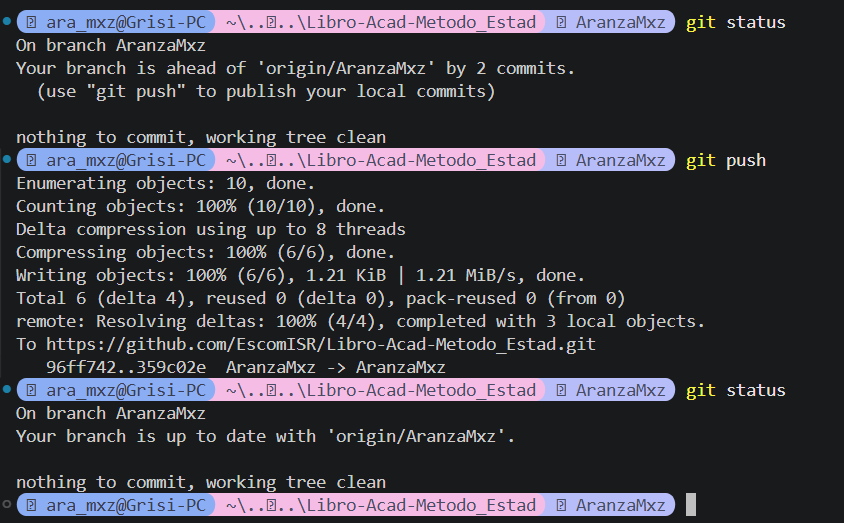 ara_mxz@Grisi-PC ~\..\..\Libro-Acad-Metodo_Estad AranzaMxz git status
On branch AranzaMxz
Your branch is ahead of 'origin/AranzaMxz' by 2 commits.
(use "git push" to publish your local commits)
nothing to commit, working tree clean
ara_mxz@Grisi-PC ~\..\..\Libro-Acad-Metodo_Estad AranzaMxz git push
Enumerating objects: 10, done.
Counting objects: 100% (10/10), done.
Delta compression using up to 8 threads
Compressing objects: 100% (6/6), done.
Writing objects: 100% (6/6), 1.21 KiB | 1.21 MiB/s, done.
Total 6 (delta 4), reused 0 (delta 0), pack-reused 0 (from 0)
remote: Resolving deltas: 100% (4/4), completed with 3 local objects.
To https://github.com/EscomISR/Libro-Acad-Metodo_Estad.git
96ff742..359c02e AranzaMxz -> AranzaMxz
ara_mxz@Grisi-PC ~\..\..\Libro-Acad-Metodo_Estad AranzaMxz git status
On branch AranzaMxz
Your branch is up to date with 'origin/AranzaMxz'.
nothing to commit, working tree clean
ara_mxz@Grisi-PC ~\..\..\Libro-Acad-Metodo_Estad AranzaMxz